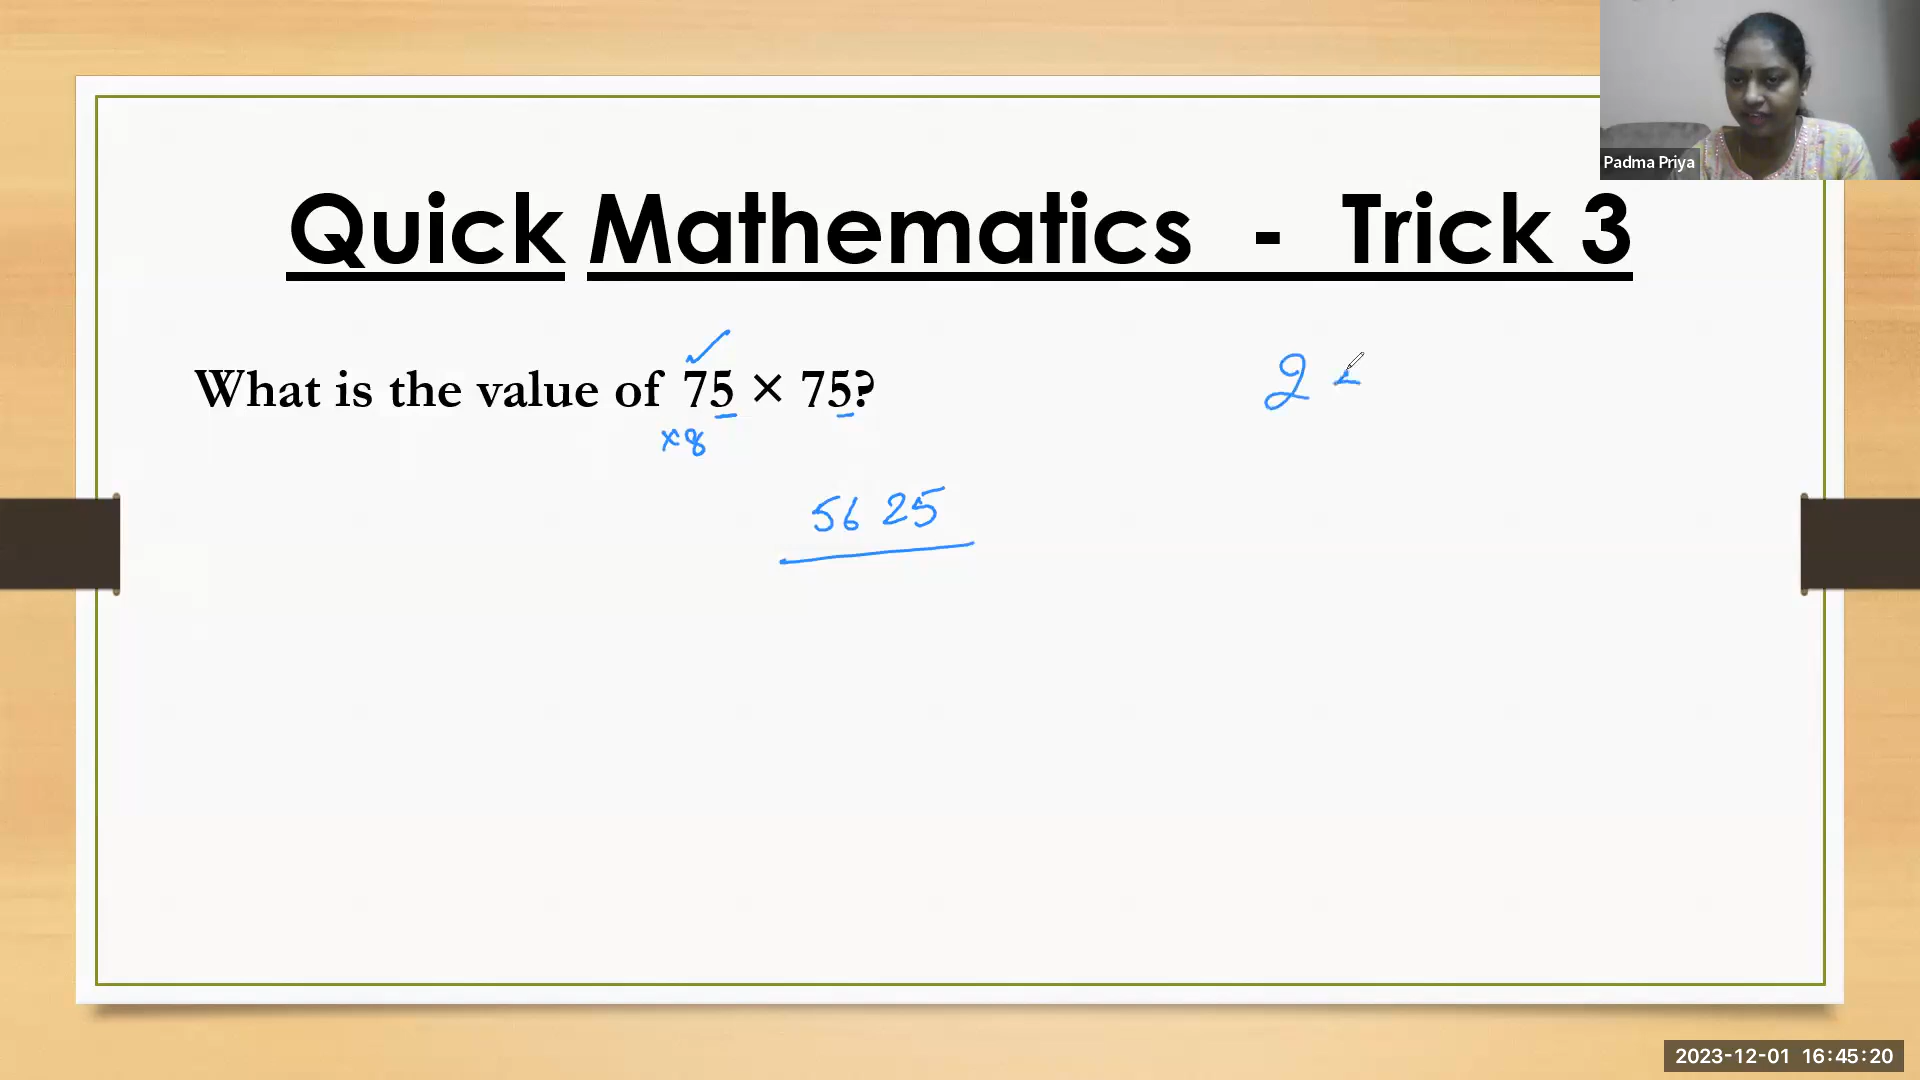 Padma Priya
Quick Mathematics - Trick 3
What is the value of 75 × 75?
×8
5625
2
2023-12-01 16:45:20